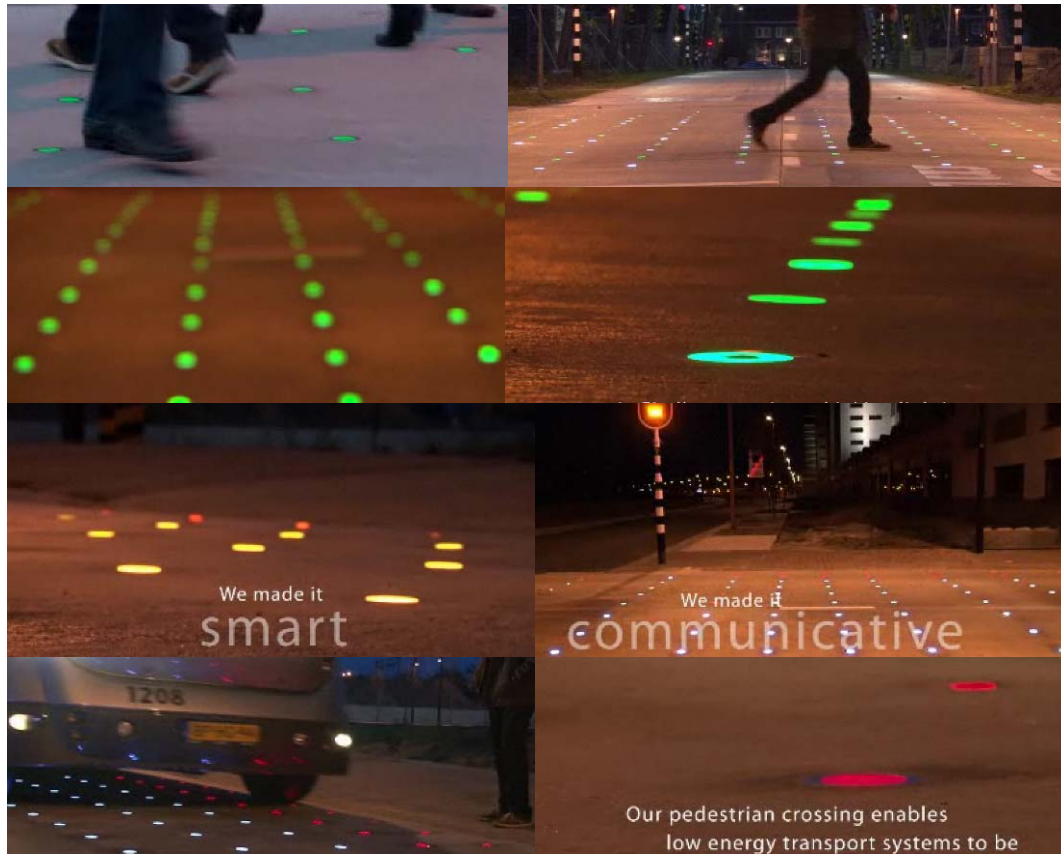 We made it
smart
We made it
communicative
1208
Our pedestrian crossing enables
low energy transport systems to be